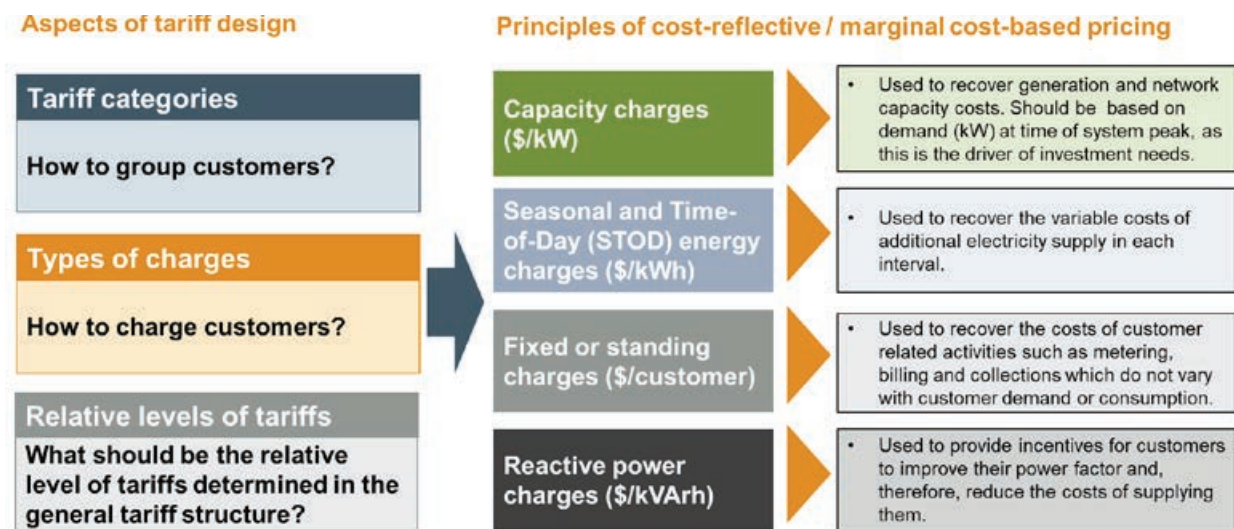 Aspects of tariff design
Tariff categories
How to group customers?
Types of charges
How to charge customers?
Relative levels of tariffs
What should be the relative
level of tariffs determined in the
general tariff structure?
Principles of cost-reflective / marginal cost-based pricing
Capacity charges
($/kW)
• Used to recover generation and network
capacity costs. Should be based on
demand (kW) at time of system peak, as
this is the driver of investment needs.
Seasonal and Time-
of-Day (STOD) energy
charges ($/kWh)
• Used to recover the variable costs of
additional electricity supply in each
interval.
Fixed or standing
charges ($/customer)
• Used to recover the costs of customer
related activities such as metering,
billing and collections which do not vary
with customer demand or consumption.
Reactive power
charges ($/kVArh)
• Used to provide incentives for customers
to improve their power factor and,
therefore, reduce the costs of supplying
them.